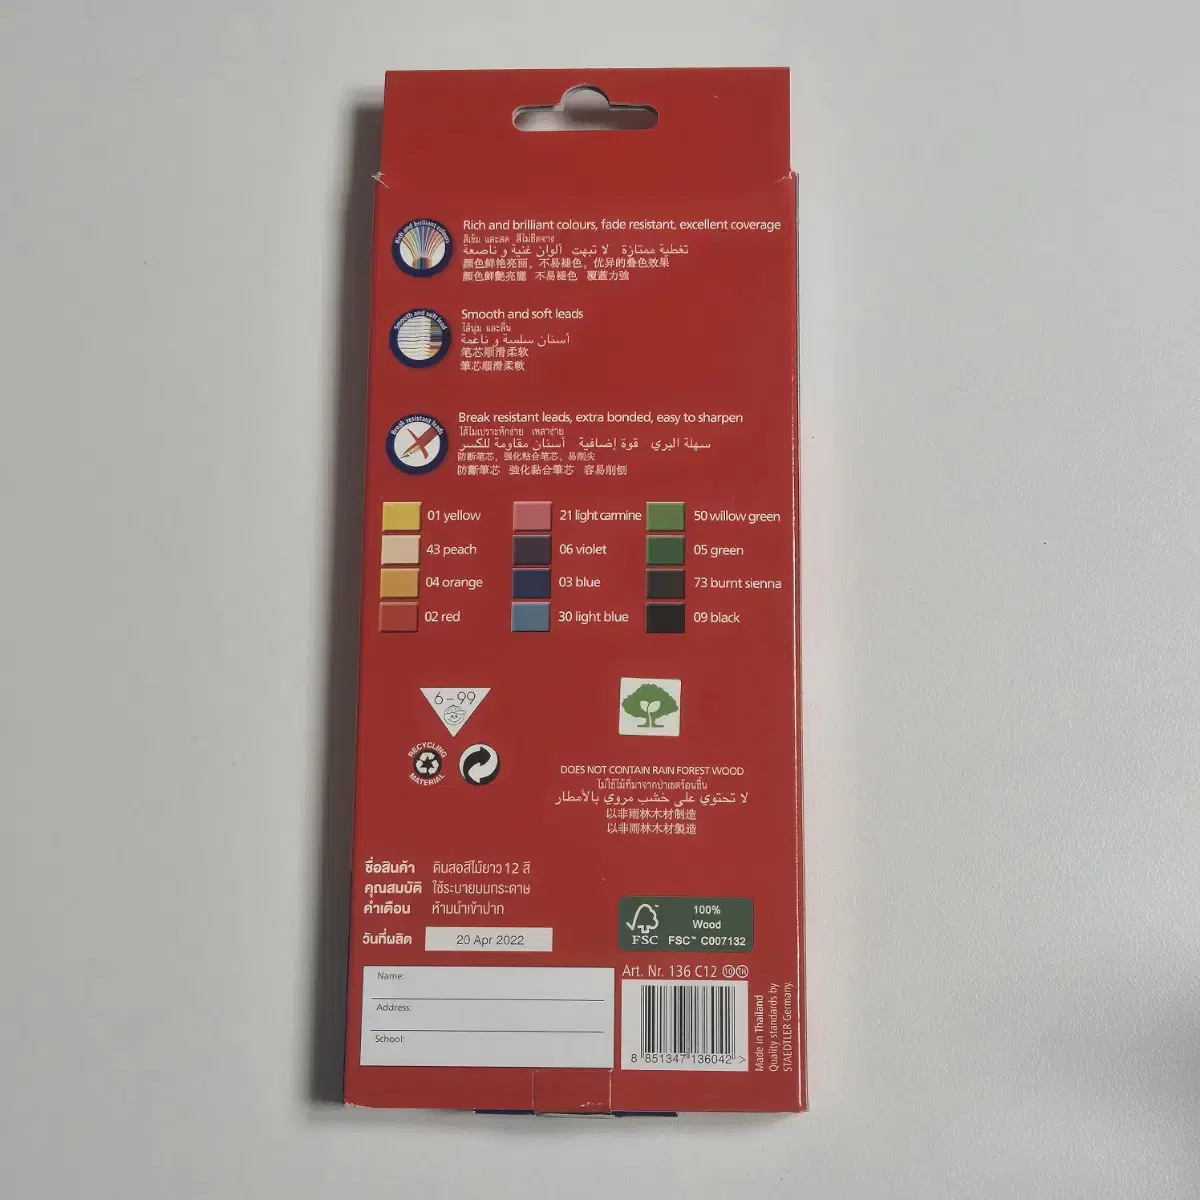 Rich and brilliant colours
Rich and brilliant colours, fade resistant, excellent coverage
สีเข้ม และสด สีไม่ซีดจาง
ألوان غنية و ناصعة لا تبهت تغطية ممتازة
颜色鲜艳亮丽，不易褪色，优异的叠色效果
顏色鮮艷亮麗 不易褪色 覆蓋力強
Smooth and soft lead
Smooth and soft leads
ไส้นุ่ม และลื่น
أسنان سلسة و ناعمة
笔芯顺滑柔软
筆芯順滑柔軟
Break resistant leads
Break resistant leads, extra bonded, easy to sharpen
ไส้ไม่เปราะหักง่าย เหลาง่าย
أسنان مقاومة للكسر قوة إضافية سهلة البري
防断笔芯，强化粘合笔芯，易削尖
防斷筆芯 強化黏合筆芯 容易削刨
01 yellow
43 peach
04 orange
02 red
21 light carmine
06 violet
03 blue
30 light blue
50 willow green
05 green
73 burnt sienna
09 black
6-99
RECYCLING
MATERIAL
DOES NOT CONTAIN RAIN FOREST WOOD
ไม่ใช้ไม้ที่มาจากป่าเขตร้อนชื้น
لا تحتوي على خشب مروي بالأمطار
以非雨林木材制造
以非雨林木材製造
ชื่อสินค้า ดินสอสีไม้ยาว 12 สี
คุณสมบัติ ใช้ระบายบนกระดาษ
คำเตือน ห้ามนำเข้าปาก
วันที่ผลิต 20 Apr 2022
FSC
100%
Wood
FSC™ C007132
Name:
Address:
School:
Art. Nr. 136 C12 10 TH
8 851347 136042 >
Made in Thailand
Quality standards by
STAEDTLER Germany.